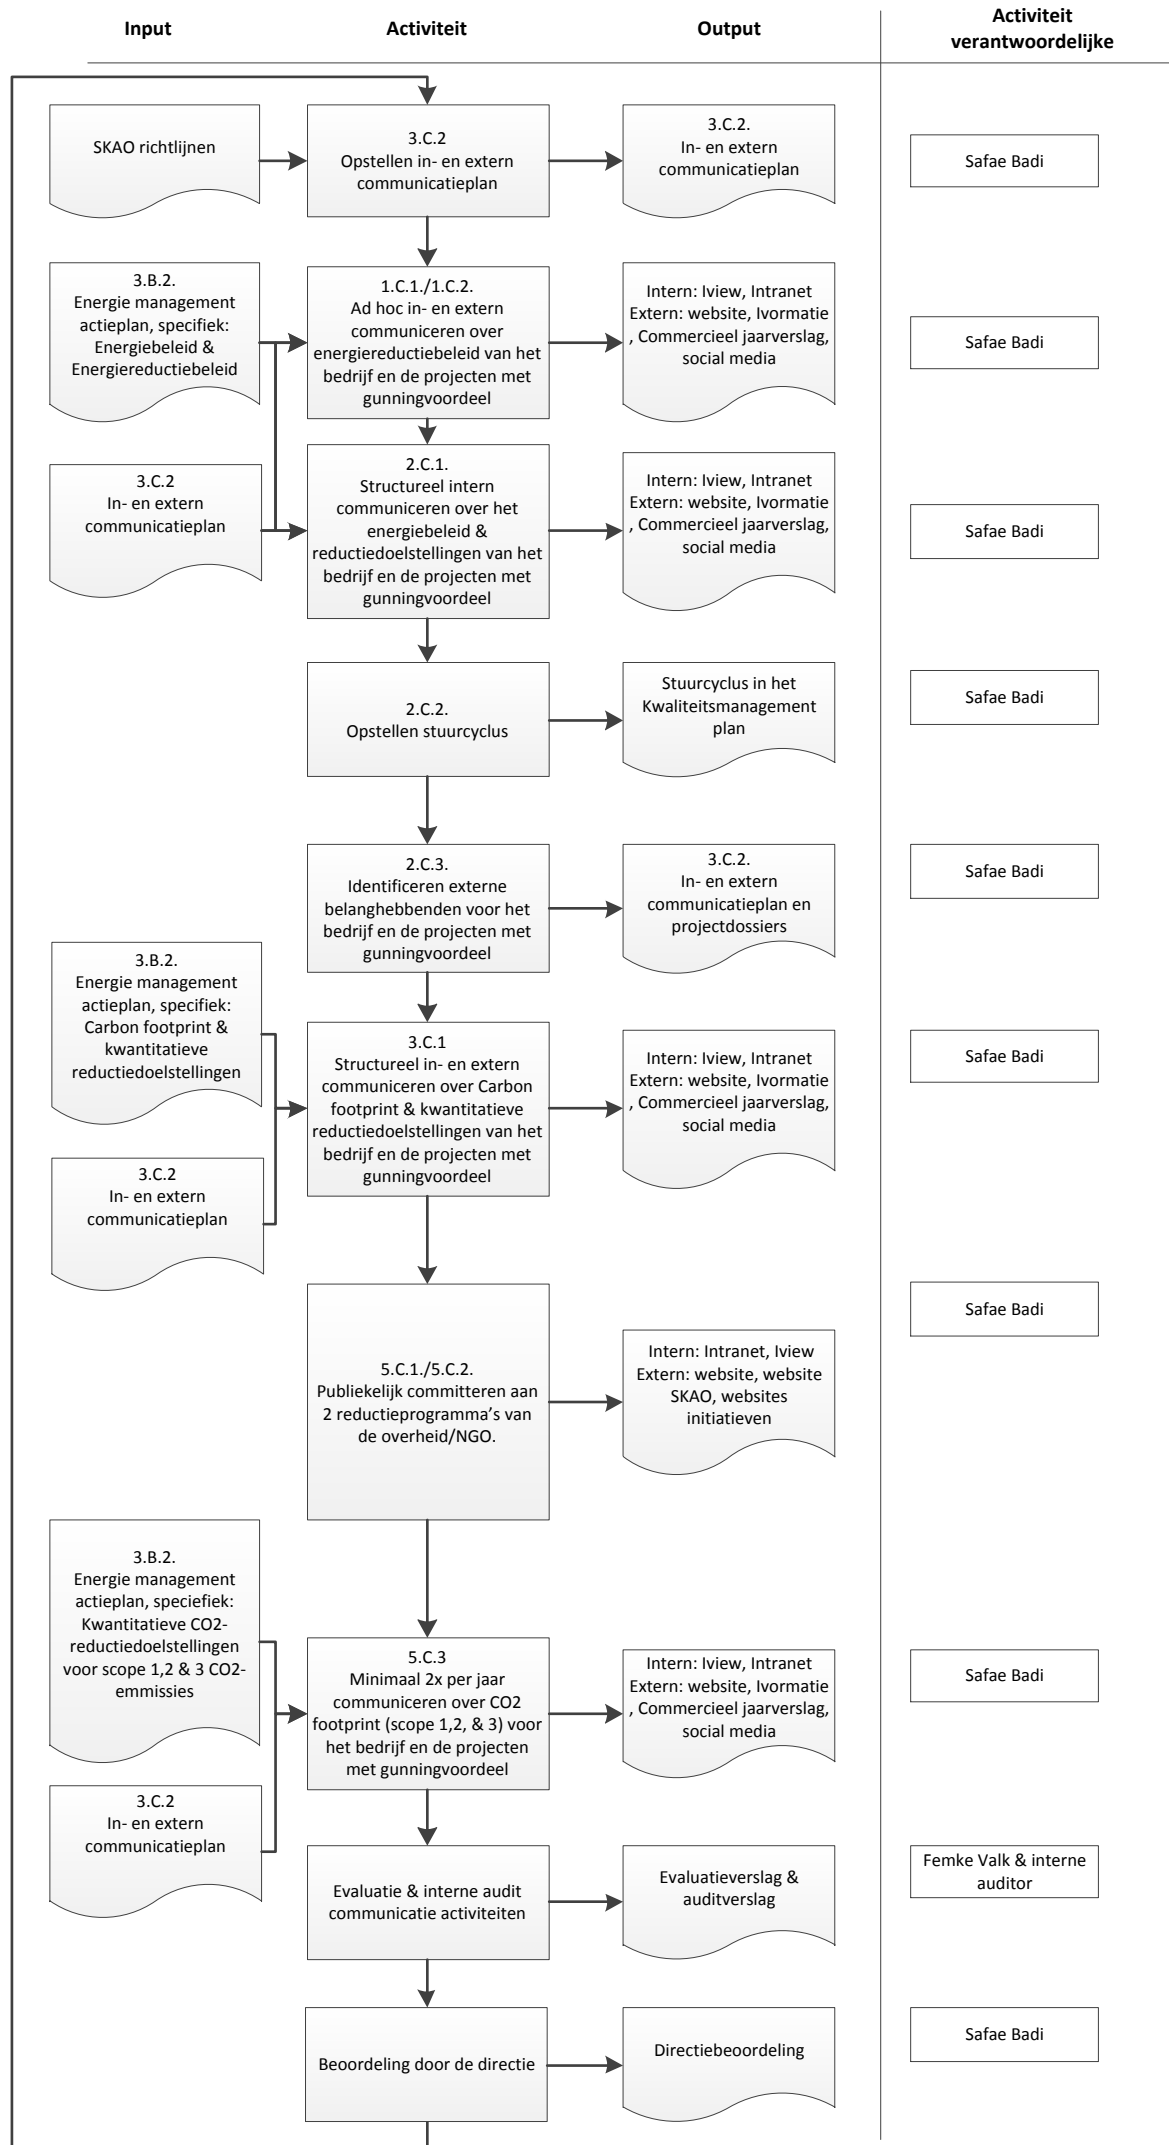 Input
Activiteit
Output
Activiteit
verantwoordelijke
SKAO richtlijnen
3.C.2
Opstellen in- en extern
communicatieplan
3.C.2.
In- en extern
communicatieplan
Safae Badi
3.B.2.
Energie management
actieplan, specifiek:
Energiebeleid &
Energiereductiebeleid
1.C.1./1.C.2.
Ad hoc in- en extern
communiceren over
energiereductiebeleid van het
bedrijf en de projecten met
gunningvoordeel
Intern: Iview, Intranet
Extern: website, Ivormatie
, Commercieel jaarverslag,
social media
Safae Badi
3.C.2
In- en extern
communicatieplan
2.C.1.
Structureel intern
communiceren over het
energiebeleid &
reductiedoelstellingen van het
bedrijf en de projecten met
gunningvoordeel
Intern: Iview, Intranet
Extern: website, Ivormatie
, Commercieel jaarverslag,
social media
Safae Badi
2.C.2.
Opstellen stuurcyclus
Stuurcyclus in het
Kwaliteitsmanagement
plan
Safae Badi
2.C.3.
Identificeren externe
belanghebbenden voor het
bedrijf en de projecten met
gunningvoordeel
3.C.2.
In- en extern
communicatieplan en
projectdossiers
Safae Badi
3.B.2.
Energie management
actieplan, specifiek:
Carbon footprint &
kwantitatieve
reductiedoelstellingen
3.C.2
In- en extern
communicatieplan
3.C.1
Structureel in- en extern
communiceren over Carbon
footprint & kwantitatieve
reductiedoelstellingen van het
bedrijf en de projecten met
gunningvoordeel
Intern: Iview, Intranet
Extern: website, Ivormatie
, Commercieel jaarverslag,
social media
Safae Badi
5.C.1./5.C.2.
Publiekelijk committeren aan
2 reductieprogramma’s van
de overheid/NGO.
Intern: Intranet, Iview
Extern: website, website
SKAO, websites
initiatieven
Safae Badi
3.B.2.
Energie management
actieplan, speciefiek:
Kwantitatieve CO2-
reductiedoelstellingen
voor scope 1,2 & 3 CO2-
emmissies
3.C.2
In- en extern
communicatieplan
5.C.3
Minimaal 2x per jaar
communiceren over CO2
footprint (scope 1,2, & 3) voor
het bedrijf en de projecten
met gunningvoordeel
Intern: Iview, Intranet
Extern: website, Ivormatie
, Commercieel jaarverslag,
social media
Safae Badi
Evaluatie & interne audit
communicatie activiteiten
Evaluatieverslag &
auditverslag
Femke Valk & interne
auditor
Beoordeling door de directie
Directiebeoordeling
Safae Badi